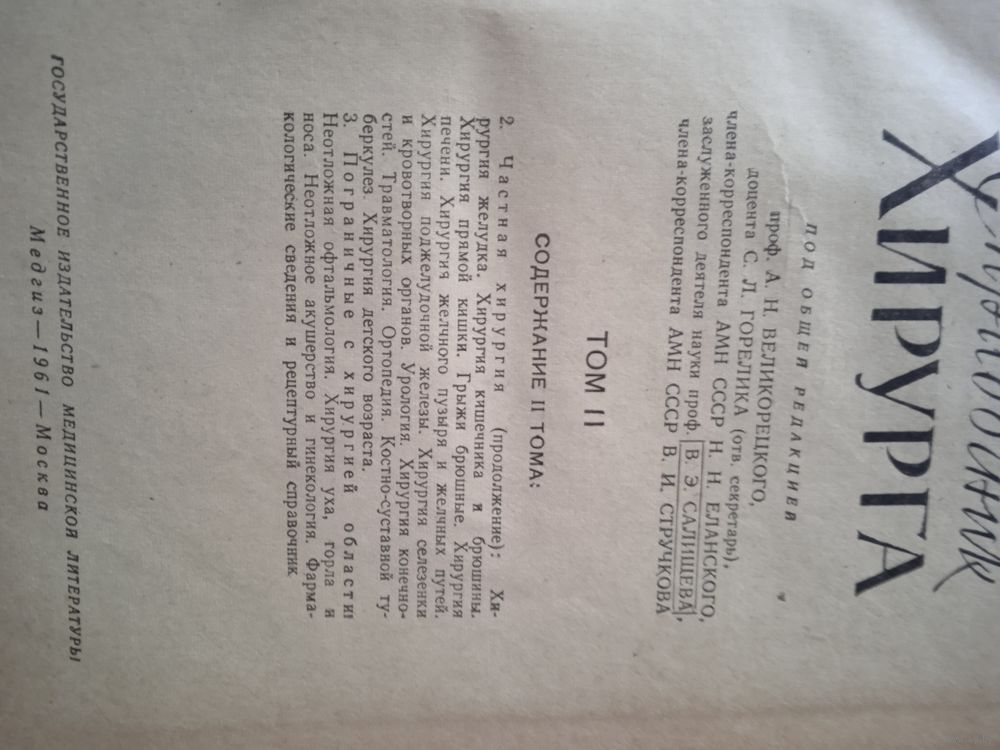 Справочник
ХИРУРГА
ПОД ОБЩЕЙ РЕДАКЦИЕЙ
проф. А. Н. ВЕЛИКОРЕЦКОГО,
доцента С. Л. ГОРЕЛИКА (отв. секретарь),
члена-корреспондента АМН СССР Н. Н. ЕЛАНСКОГО,
заслуженного деятеля науки проф. В. Э. САЛИЩЕВА,
члена-корреспондента АМН СССР В. И. СТРУЧКОВА
ТОМ II
СОДЕРЖАНИЕ II ТОМА:
2. Частная хирургия (продолжение): Хи-
рургия желудка. Хирургия кишечника и брюшины.
Хирургия прямой кишки. Грыжи брюшные. Хирургия
печени. Хирургия желчного пузыря и желчных путей.
Хирургия поджелудочной железы. Хирургия селезенки
и кровотворных органов. Урология. Хирургия конечно-
стей. Травматология. Ортопедия. Костно-суставной ту-
беркулез. Хирургия детского возраста.
3. Пограничные с хирургией области:
Неотложная офтальмология. Хирургия уха, горла и
носа. Неотложное акушерство и гинекология. Фарма-
кологические сведения и рецептурный справочник
ГОСУДАРСТВЕННОЕ ИЗДАТЕЛЬСТВО МЕДИЦИНСКОЙ ЛИТЕРАТУРЫ
Медгиз—1961—Москва